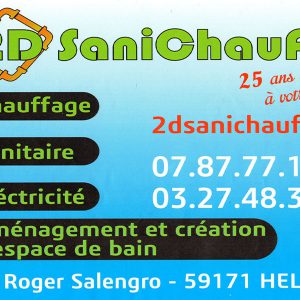 2D SaniChauf
25 ans
à vot
hauffage
2dsanichauf
nitaire
07.87.77.1
03.27.48.3
ectricité
ménagement et création
espace de bain
Roger Salengro - 59171 HEL